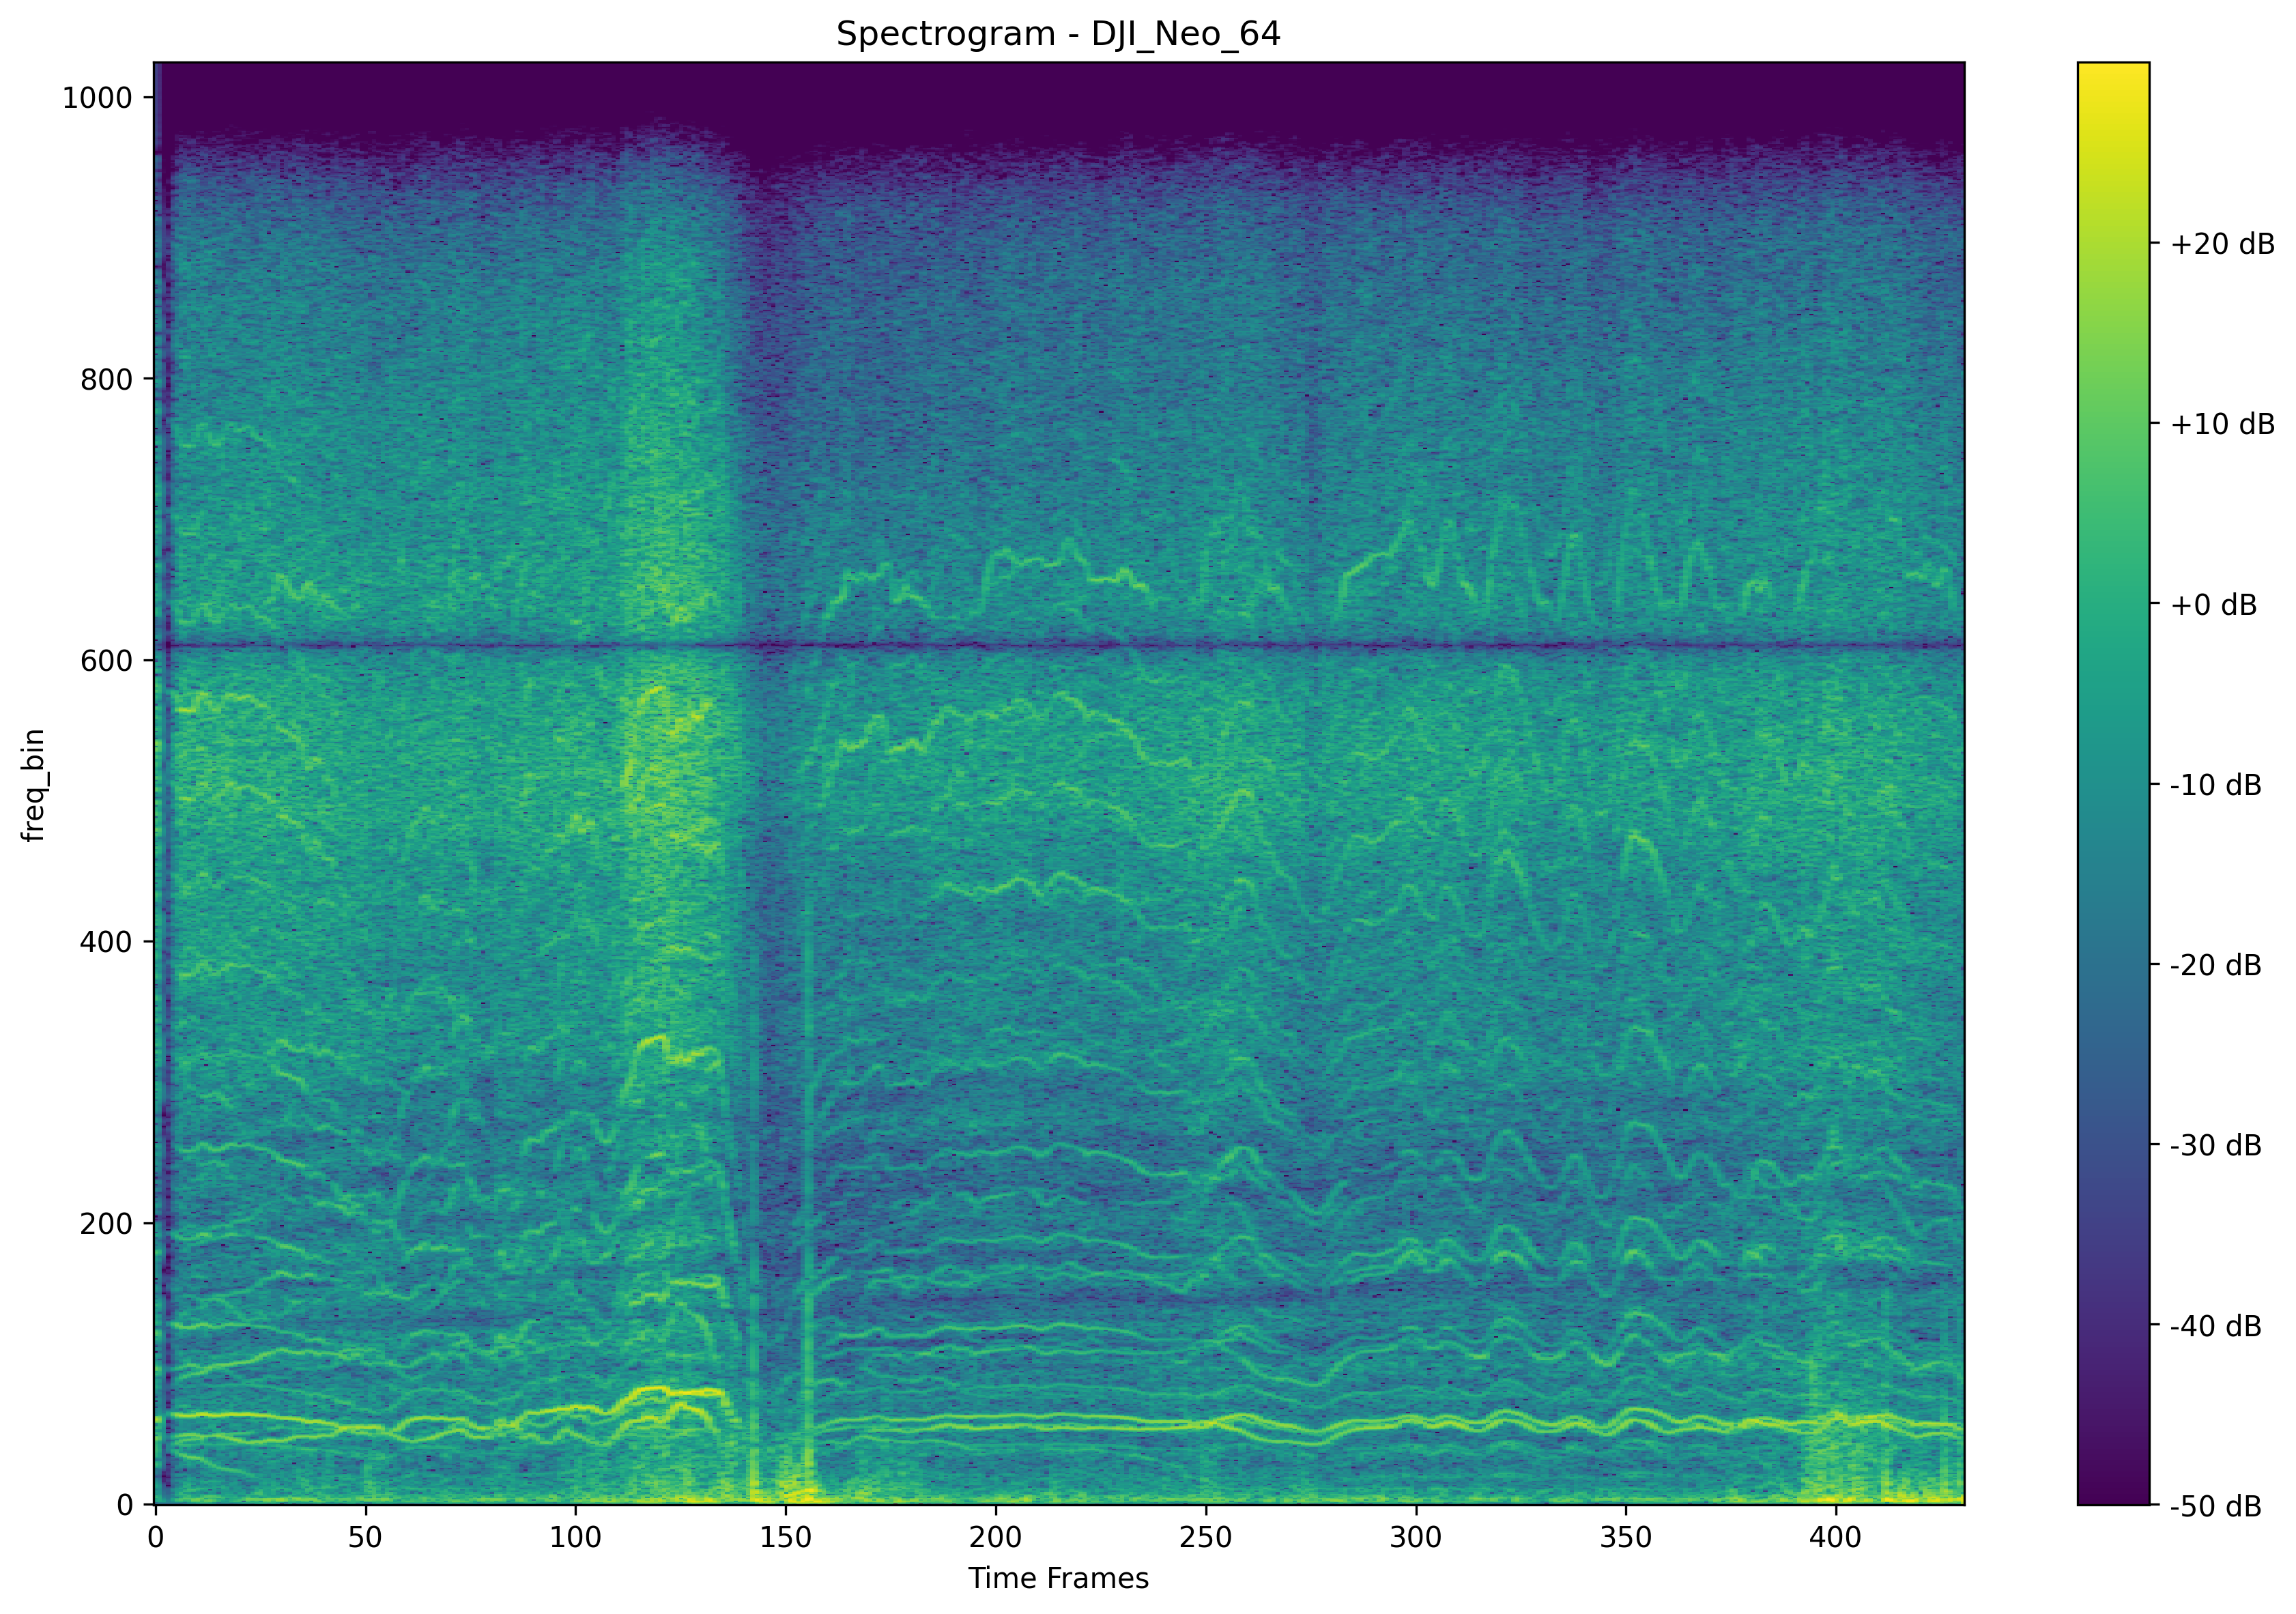 Spectrogram - DJI_Neo_64
1000
800
600
400
200
0
freq_bin
0 50 100 150 200 250 300 350 400
Time Frames
+20 dB
+10 dB
+0 dB
-10 dB
-20 dB
-30 dB
-40 dB
-50 dB